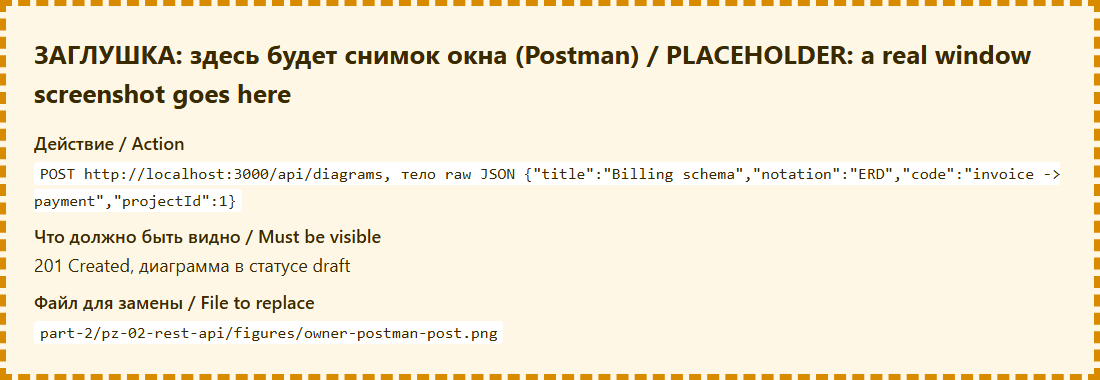 ЗАГЛУШКА: здесь будет снимок окна (Postman) / PLACEHOLDER: a real window
screenshot goes here
Действие / Action
POST http://localhost:3000/api/diagrams, тело raw JSON {"title":"Billing schema","notation":"ERD","code":"invoice ->
payment","projectId":1}
Что должно быть видно / Must be visible
201 Created, диаграмма в статусе draft
Файл для замены / File to replace
part-2/pz-02-rest-api/figures/owner-postman-post.png